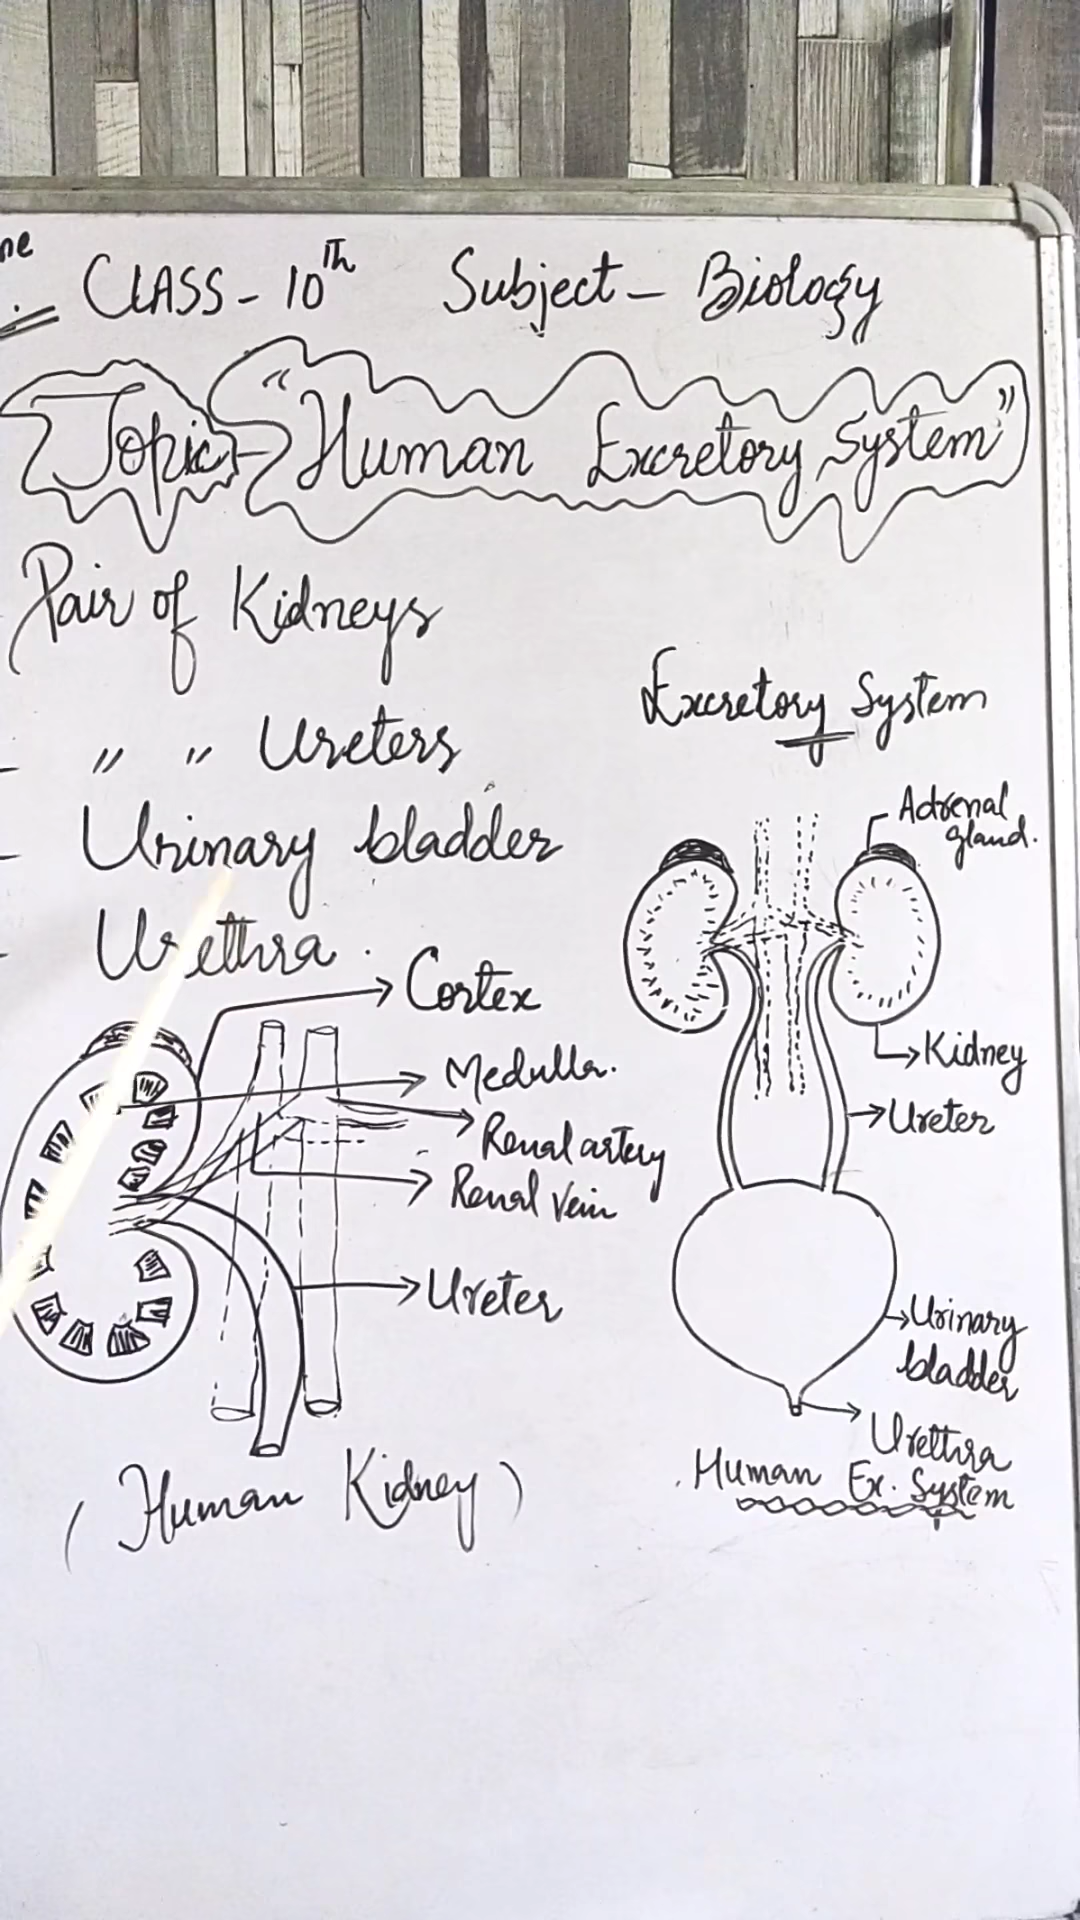 CLASS - 10th Subject - Biology
Topic - "Human Excretory System"
Pair of Kidneys
" " Ureters
Urinary bladder
Urethra.
Cortex
Medulla.
Renal artery
Renal Vein
Ureter
(Human Kidney)
Excretory System
Adrenal
gland.
Kidney
Ureter
Urinary
bladder
Urethra
Human Ex. System